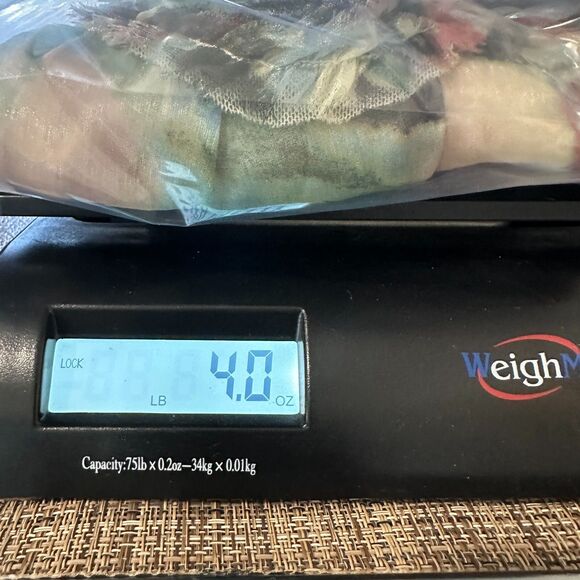 LOCK
4.0
LB OZ
WeighM
Capacity:75lb x 0.2oz—34kg x 0.01kg